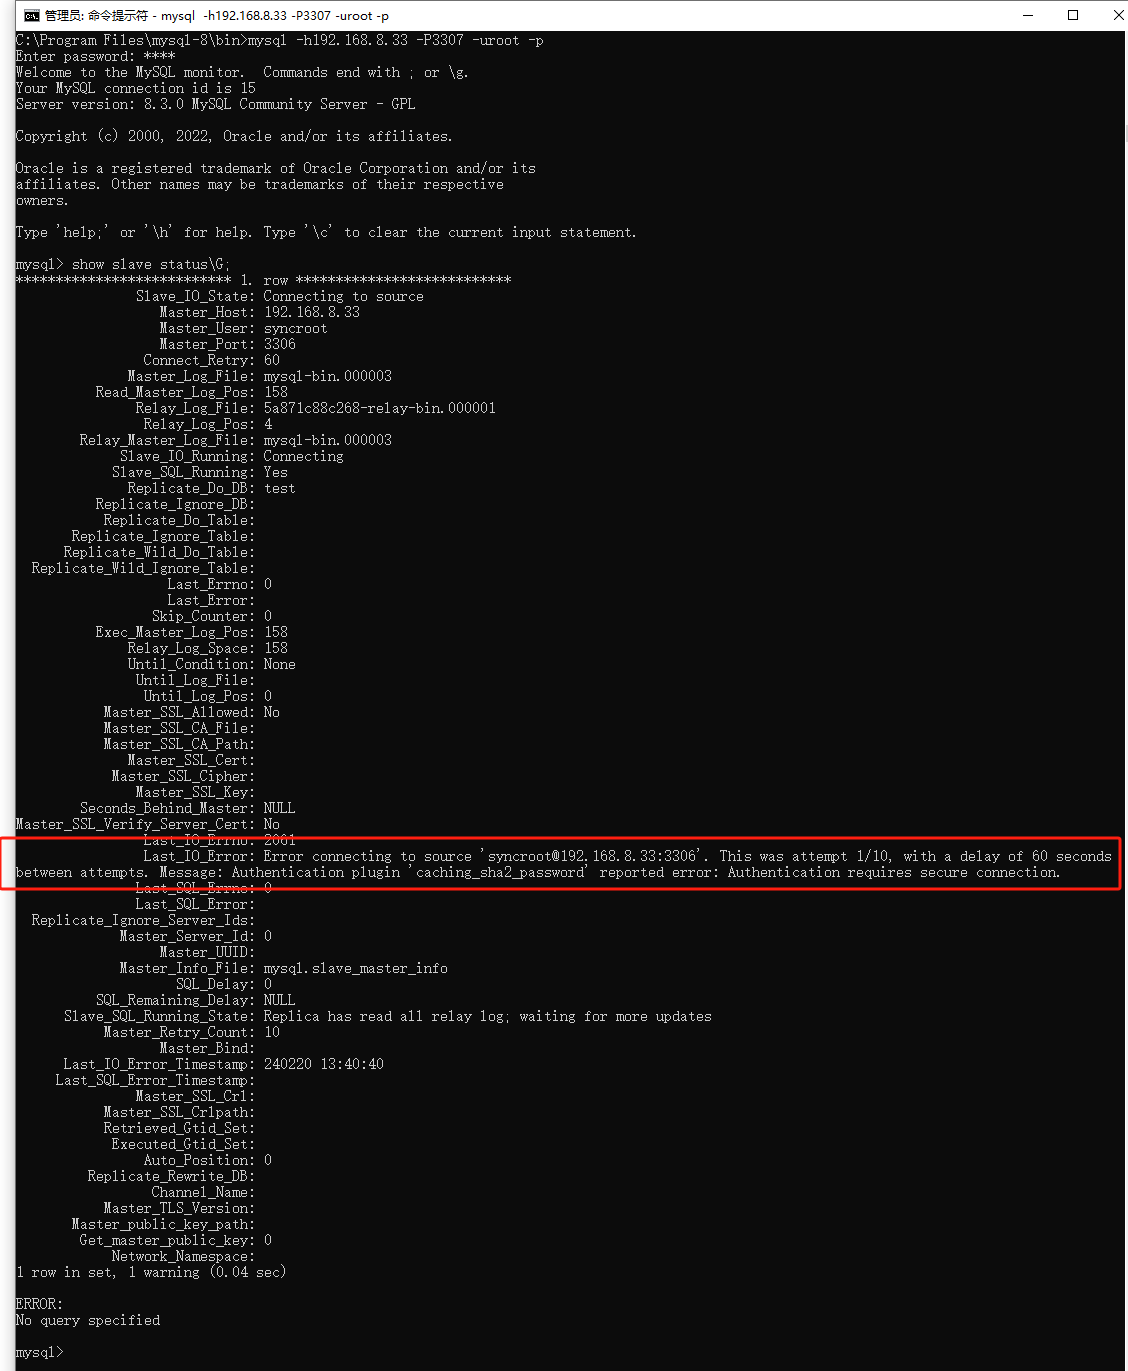 管理员: 命令提示符 - mysql  -h192.168.8.33 -P3307 -uroot -p
C:\Program Files\mysql-8\bin>mysql -h192.168.8.33 -P3307 -uroot -p
Enter password: ****
Welcome to the MySQL monitor.  Commands end with ; or \g.
Your MySQL connection id is 15
Server version: 8.3.0 MySQL Community Server - GPL
Copyright (c) 2000, 2022, Oracle and/or its affiliates.
Oracle is a registered trademark of Oracle Corporation and/or its
affiliates. Other names may be trademarks of their respective
owners.
Type 'help;' or '\h' for help. Type '\c' to clear the current input statement.
mysql> show slave status\G;
*************************** 1. row ***************************
Slave_IO_State: Connecting to source
Master_Host: 192.168.8.33
Master_User: syncroot
Master_Port: 3306
Connect_Retry: 60
Master_Log_File: mysql-bin.000003
Read_Master_Log_Pos: 158
Relay_Log_File: 5a871c88c268-relay-bin.000001
Relay_Log_Pos: 4
Relay_Master_Log_File: mysql-bin.000003
Slave_IO_Running: Connecting
Slave_SQL_Running: Yes
Replicate_Do_DB: test
Replicate_Ignore_DB:
Replicate_Do_Table:
Replicate_Ignore_Table:
Replicate_Wild_Do_Table:
Replicate_Wild_Ignore_Table:
Last_Errno: 0
Last_Error:
Skip_Counter: 0
Exec_Master_Log_Pos: 158
Relay_Log_Space: 158
Until_Condition: None
Until_Log_File:
Until_Log_Pos: 0
Master_SSL_Allowed: No
Master_SSL_CA_File:
Master_SSL_CA_Path:
Master_SSL_Cert:
Master_SSL_Cipher:
Master_SSL_Key:
Seconds_Behind_Master: NULL
Master_SSL_Verify_Server_Cert: No
Last_IO_Errno: 2061
Last_IO_Error: Error connecting to source 'syncroot@192.168.8.33:3306'. This was attempt 1/10, with a delay of 60 seconds
between attempts. Message: Authentication plugin 'caching_sha2_password' reported error: Authentication requires secure connection.
Last_SQL_Errno: 0
Last_SQL_Error:
Replicate_Ignore_Server_Ids:
Master_Server_Id: 0
Master_UUID:
Master_Info_File: mysql.slave_master_info
SQL_Delay: 0
SQL_Remaining_Delay: NULL
Slave_SQL_Running_State: Replica has read all relay log; waiting for more updates
Master_Retry_Count: 10
Master_Bind:
Last_IO_Error_Timestamp: 240220 13:40:40
Last_SQL_Error_Timestamp:
Master_SSL_Crl:
Master_SSL_Crlpath:
Retrieved_Gtid_Set:
Executed_Gtid_Set:
Auto_Position: 0
Replicate_Rewrite_DB:
Channel_Name:
Master_TLS_Version:
Master_public_key_path:
Get_master_public_key: 0
Network_Namespace:
1 row in set, 1 warning (0.04 sec)
ERROR:
No query specified
mysql>